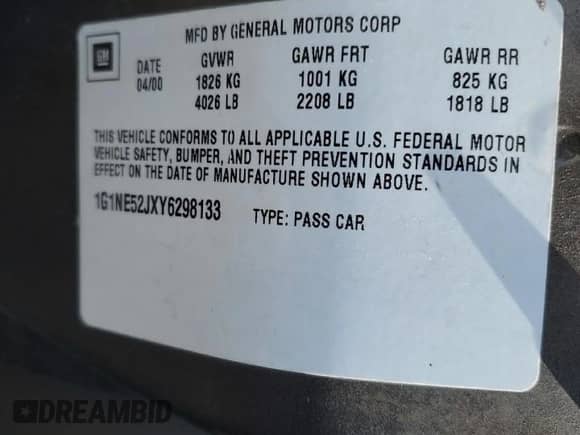 MFD BY GENERAL MOTORS CORP
GM
DATE GVWR GAWR FRT GAWR RR
04/00 1826 KG 1001 KG 825 KG
4026 LB 2208 LB 1818 LB
THIS VEHICLE CONFORMS TO ALL APPLICABLE U.S. FEDERAL MOTOR
VEHICLE SAFETY, BUMPER, AND THEFT PREVENTION STANDARDS IN
EFFECT ON THE DATE OF MANUFACTURE SHOWN ABOVE.
1G1NE52JXY6298133 TYPE: PASS CAR
DREAMBID